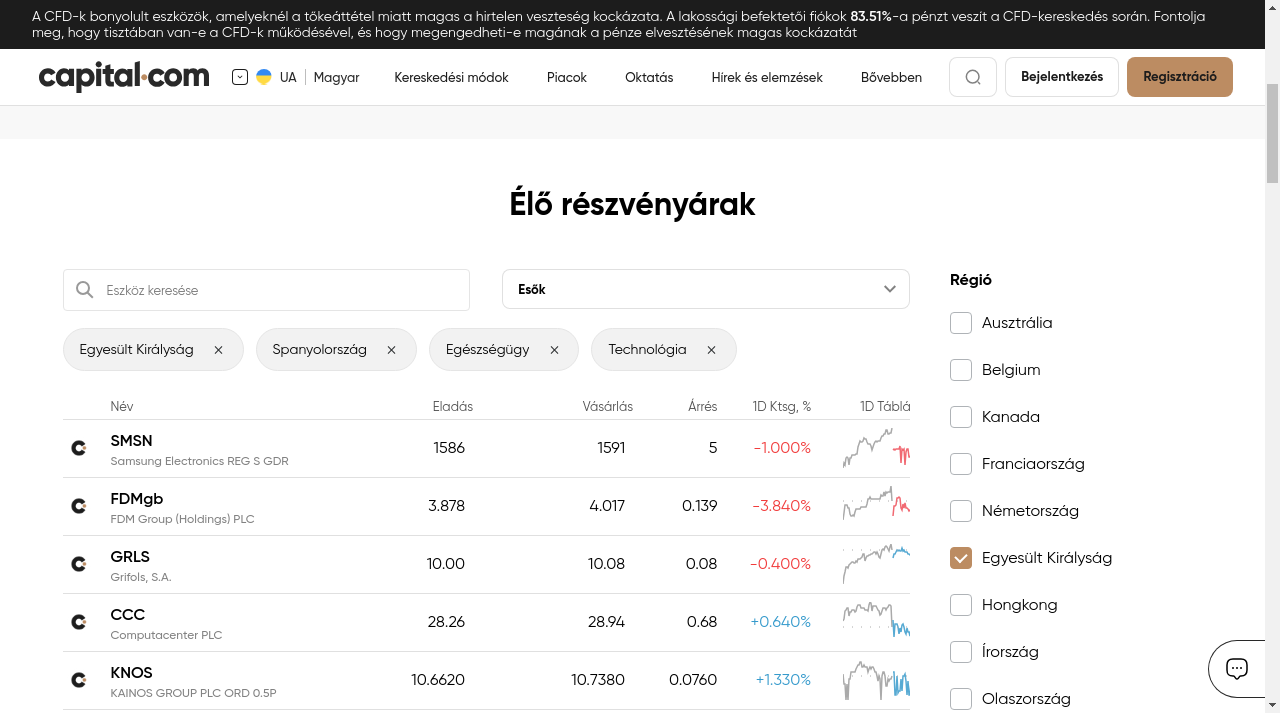 A CFD-k bonyolult eszközök, amelyeknél a tőkeáttétel miatt magas a hirtelen veszteség kockázata. A lakossági befektetői fiókok 83.51%-a pénzt veszít a CFD-kereskedés során. Fontolja
meg, hogy tisztában van-e a CFD-k működésével, és hogy megengedheti-e magának a pénze elvesztésének magas kockázatát
capital.com UA Magyar Kereskedési módok Piacok Oktatás Hírek és elemzések Bővebben Bejelentkezés Regisztráció
Élő részvényárak
Eszköz keresése
Esők
Egyesült Királyság Spanyolország Egészségügy Technológia
Név Eladás Vásárlás Árrés 1D Ktsg, % 1D Táblá
SMSN 1586 1591 5 -1.000%
Samsung Electronics REG S GDR
FDMgb 3.878 4.017 0.139 -3.840%
FDM Group (Holdings) PLC
GRLS 10.00 10.08 0.08 -0.400%
Grifols, S.A.
CCC 28.26 28.94 0.68 +0.640%
Computacenter PLC
KNOS 10.6620 10.7380 0.0760 +1.330%
KAINOS GROUP PLC ORD 0.5P
Régió
Ausztrália
Belgium
Kanada
Franciaország
Németország
Egyesült Királyság
Hongkong
Írország
Olaszország